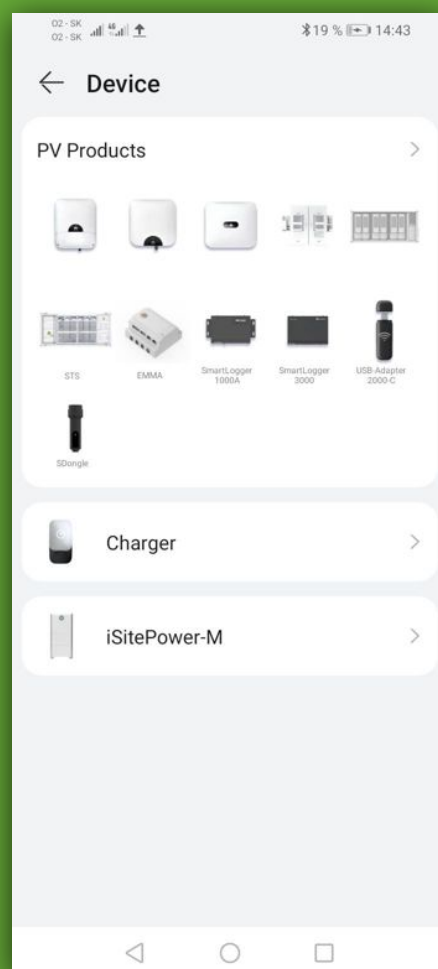 O2 - SK
O2 - SK
4G
19 %
14:43
Device
PV Products
STS
EMMA
SmartLogger
1000A
SmartLogger
3000
USB-Adapter
2000-C
SDongle
Charger
iSitePower-M